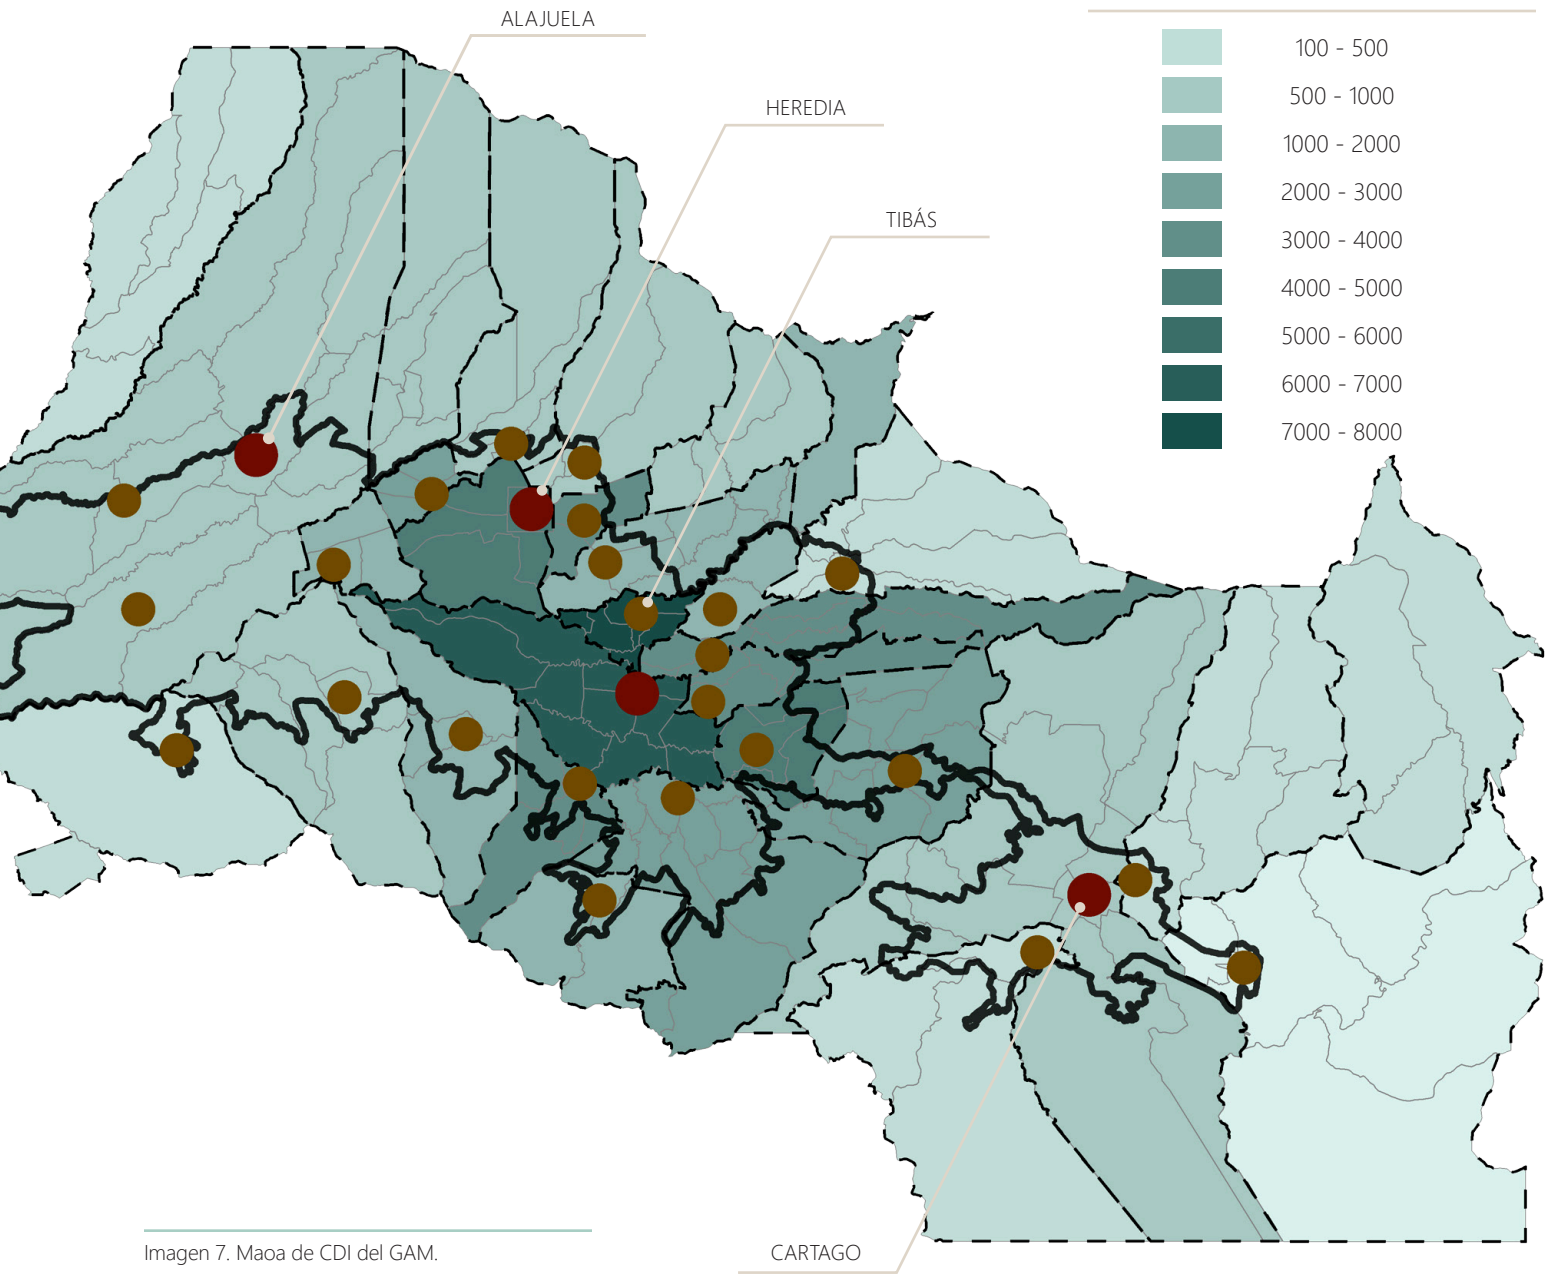 ALAJUELA
HEREDIA
TIBÁS
100 - 500
500 - 1000
1000 - 2000
2000 - 3000
3000 - 4000
4000 - 5000
5000 - 6000
6000 - 7000
7000 - 8000
Imagen 7. Maoa de CDI del GAM.
CARTAGO